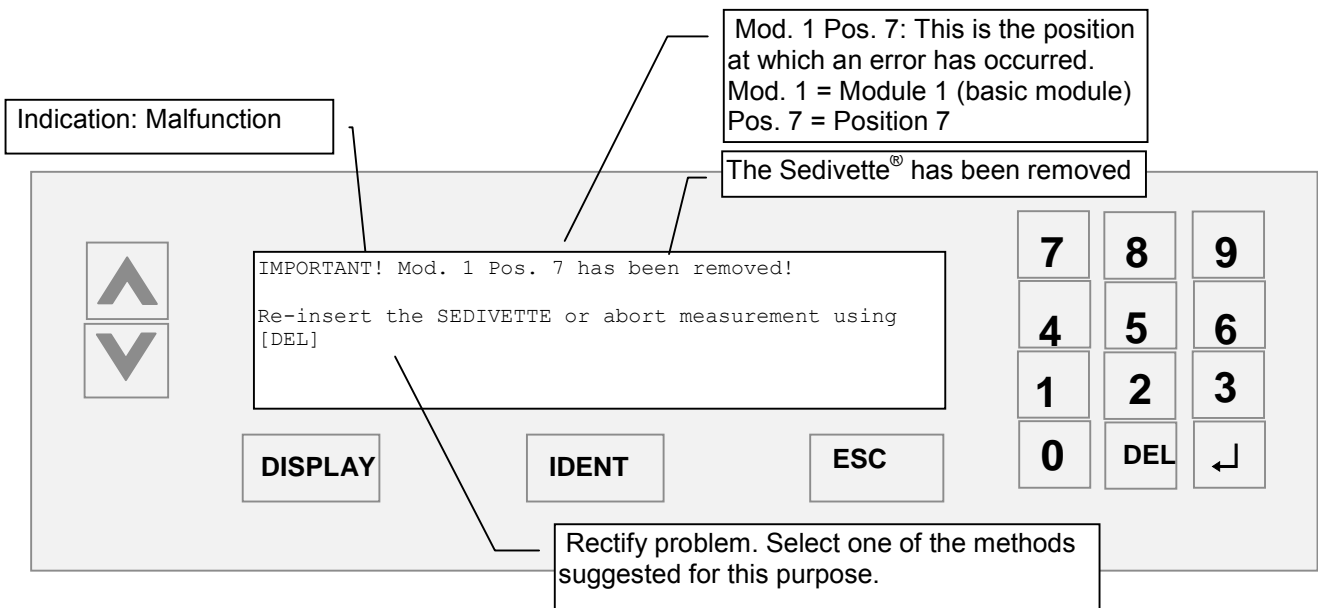 Mod. 1 Pos. 7: This is the position
at which an error has occurred.
Mod. 1 = Module 1 (basic module)
Pos. 7 = Position 7
Indication: Malfunction
The Sedivette® has been removed
IMPORTANT! Mod. 1 Pos. 7 has been removed!
Re-insert the SEDIVETTE or abort measurement using
[DEL]
7 8 9
4 5 6
1 2 3
0 DEL ↵
DISPLAY IDENT ESC
Rectify problem. Select one of the methods
suggested for this purpose.